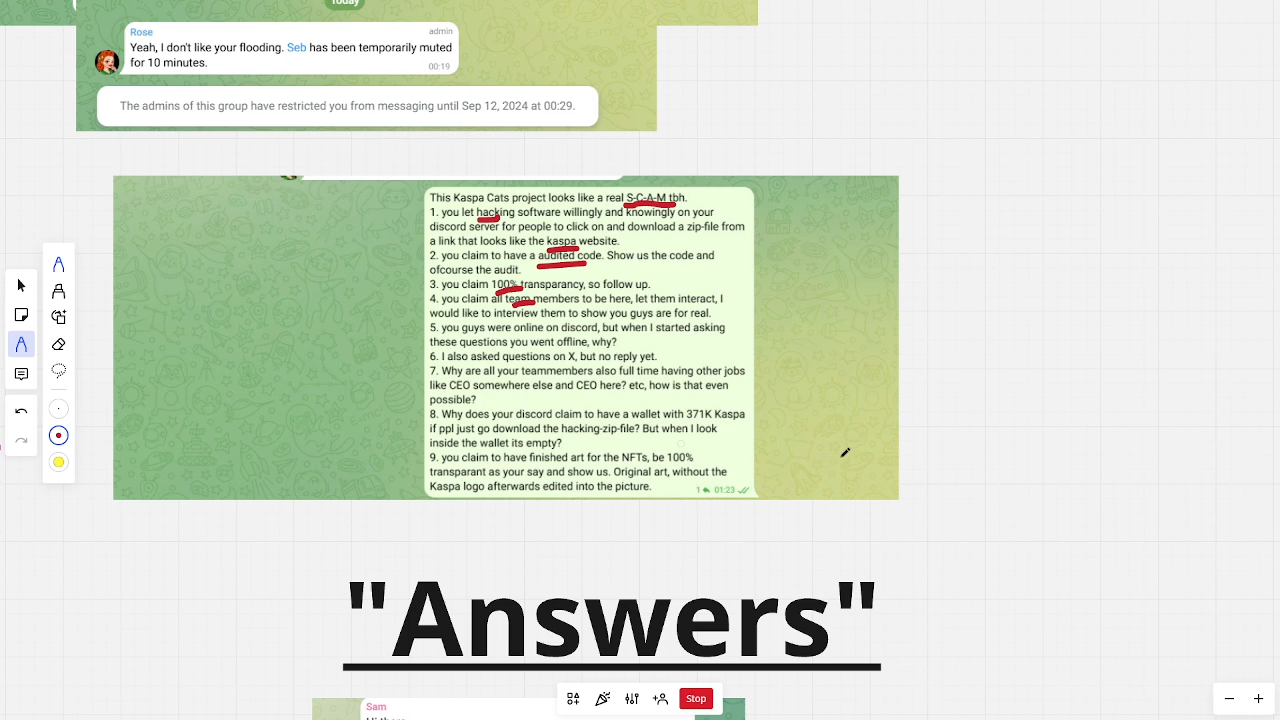 Today
Rose admin
Yeah, I don't like your flooding. Seb has been temporarily muted
for 10 minutes. 00:19
The admins of this group have restricted you from messaging until Sep 12, 2024 at 00:29.
This Kaspa Cats project looks like a real S-C-A-M tbh.
1. you let hacking software willingly and knowingly on your
discord server for people to click on and download a zip-file from
a link that looks like the kaspa website.
2. you claim to have a audited code. Show us the code and
ofcourse the audit.
3. you claim 100% transparancy, so follow up.
4. you claim all team members to be here, let them interact, I
would like to interview them to show you guys are for real.
5. you guys were online on discord, but when I started asking
these questions you went offline, why?
6. I also asked questions on X, but no reply yet.
7. Why are all your teammembers also full time having other jobs
like CEO somewhere else and CEO here? etc, how is that even
possible?
8. Why does your discord claim to have a wallet with 371K Kaspa
if ppl just go download the hacking-zip-file? But when I look
inside the wallet its empty?
9. you claim to have finished art for the NFTs, be 100%
transparant as your say and show us. Original art, without the
Kaspa logo afterwards edited into the picture.
1 01:23
"Answers"
Stop
Sam